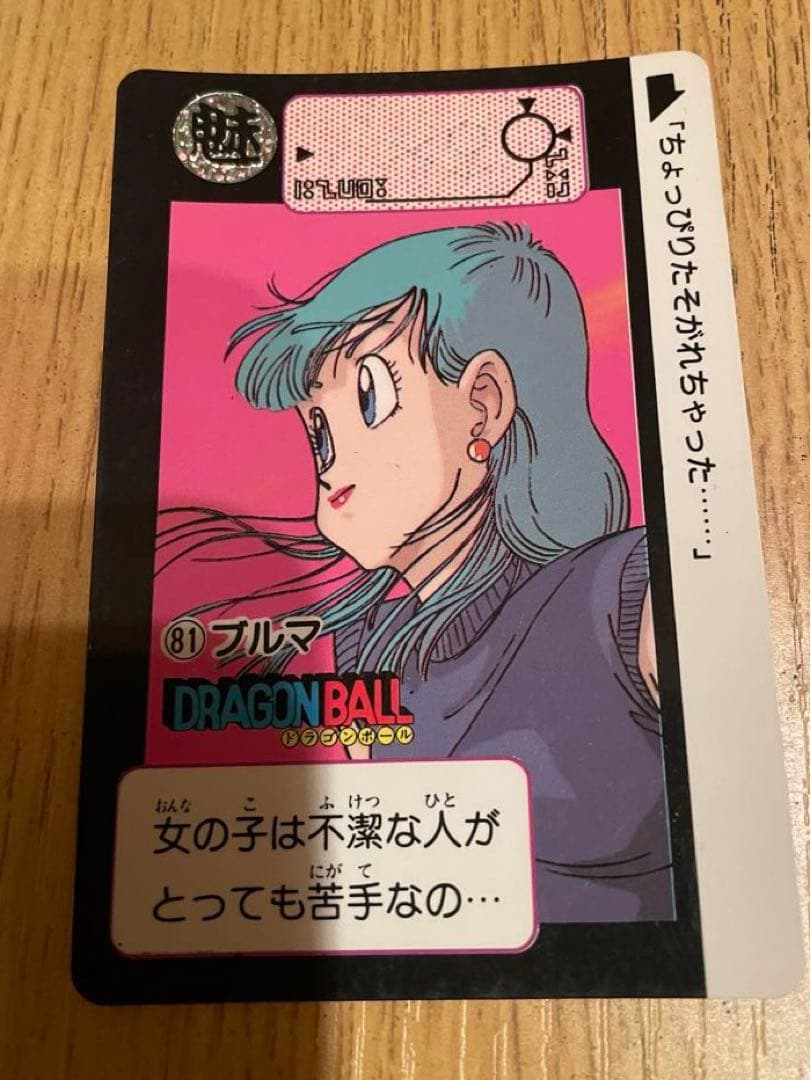 魅
「ちょっぴりたそがれちゃった……」
81 ブルマ
DRAGON BALL
ドラゴンボール
女の子は不潔な人が
とっても苦手なの…